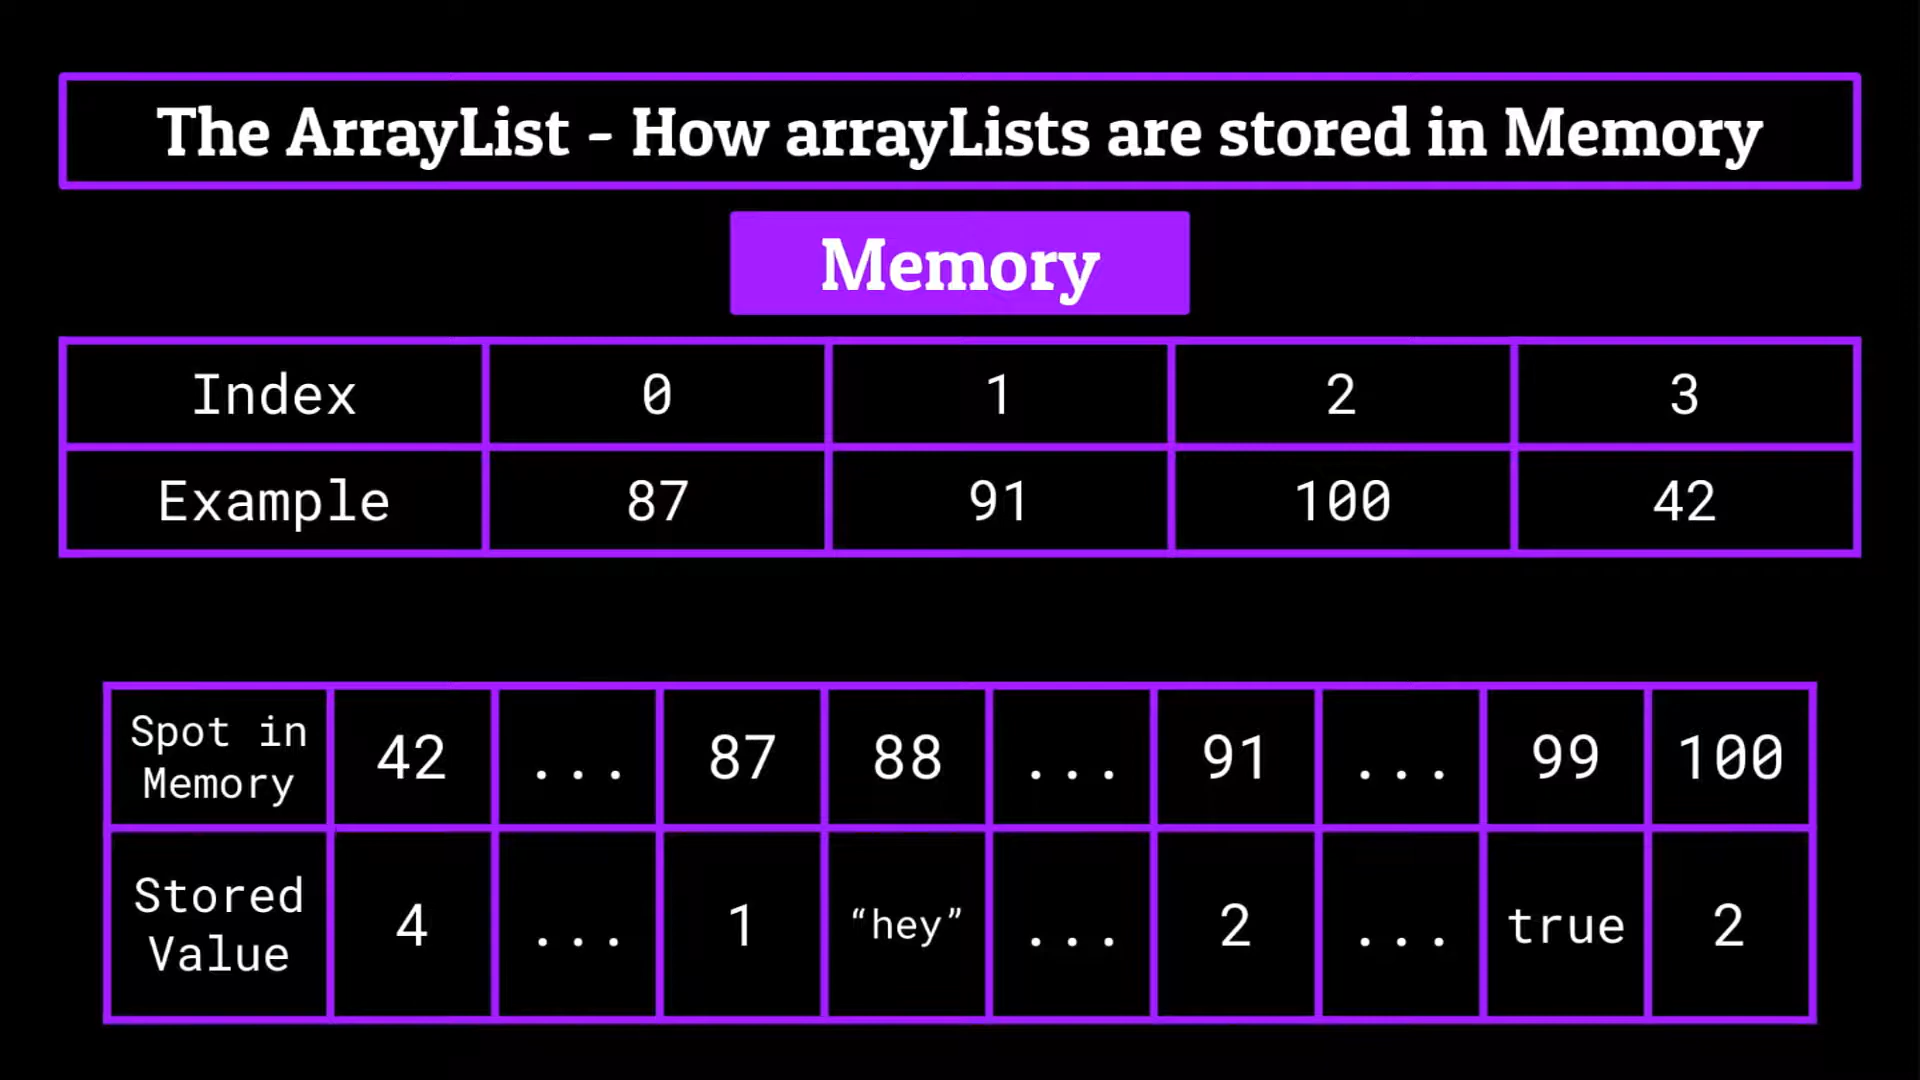 The ArrayList - How arrayLists are stored in Memory
Memory
Index 0 1 2 3
Example 87 91 100 42
Spot in
Memory
42 ... 87 88 ... 91 ... 99 100
Stored
Value
4 ... 1 “hey” ... 2 ... true 2